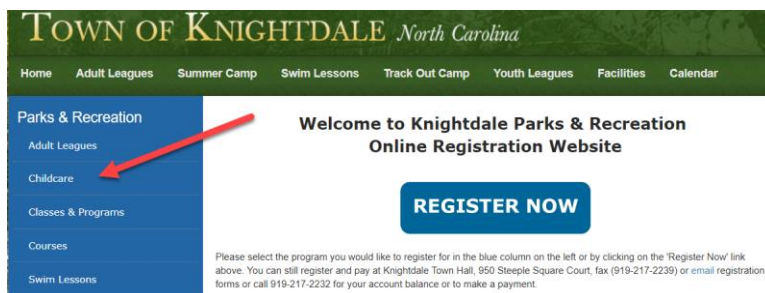 TOWN OF KNIGHTDALE North Carolina
Home Adult Leagues Summer Camp Swim Lessons Track Out Camp Youth Leagues Facilities Calendar
Parks & Recreation
Adult Leagues
Childcare
Classes & Programs
Courses
Swim Lessons
Welcome to Knightdale Parks & Recreation
Online Registration Website
REGISTER NOW
Please select the program you would like to register for in the blue column on the left or by clicking on the 'Register Now' link
above. You can still register and pay at Knightdale Town Hall, 950 Steeple Square Court, fax (919-217-2239) or email registration
forms or call 919-217-2232 for your account balance or to make a payment.